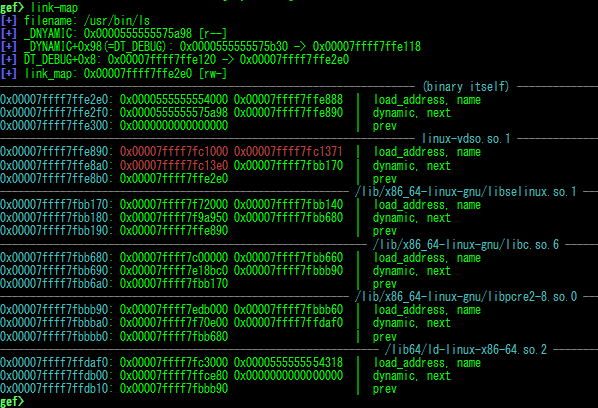 gef> link-map
[+] filename: /usr/bin/ls
[+] _DNYAMIC: 0x0000555555575a98 [r--]
[+] _DYNAMIC+0x98(=DT_DEBUG): 0x0000555555575b30 -> 0x00007ffff7ffe118
[+] DT_DEBUG+0x8: 0x00007ffff7ffe120 -> 0x00007ffff7ffe2e0
[+] link_map: 0x00007ffff7ffe2e0 [rw-]
(binary itself)
0x00007ffff7ffe2e0: 0x0000555555554000 0x00007ffff7ffe888 | load_address, name
0x00007ffff7ffe2f0: 0x0000555555575a98 0x00007ffff7ffe890 | dynamic, next
0x00007ffff7ffe300: 0x0000000000000000 | prev
linux-vdso.so.1
0x00007ffff7ffe890: 0x00007ffff7fc1000 0x00007ffff7fc1371 | load_address, name
0x00007ffff7ffe8a0: 0x00007ffff7fc13e0 0x00007ffff7fbb170 | dynamic, next
0x00007ffff7ffe8b0: 0x00007ffff7ffe2e0 | prev
/lib/x86_64-linux-gnu/libselinux.so.1
0x00007ffff7fbb170: 0x00007ffff7f72000 0x00007ffff7fbb140 | load_address, name
0x00007ffff7fbb180: 0x00007ffff7f9a950 0x00007ffff7fbb680 | dynamic, next
0x00007ffff7fbb190: 0x00007ffff7ffe890 | prev
/lib/x86_64-linux-gnu/libc.so.6
0x00007ffff7fbb680: 0x00007ffff7c00000 0x00007ffff7fbb660 | load_address, name
0x00007ffff7fbb690: 0x00007ffff7e18bc0 0x00007ffff7fbbb90 | dynamic, next
0x00007ffff7fbb6a0: 0x00007ffff7fbb170 | prev
/lib/x86_64-linux-gnu/libpcre2-8.so.0
0x00007ffff7fbbb90: 0x00007ffff7edb000 0x00007ffff7fbbb60 | load_address, name
0x00007ffff7fbbba0: 0x00007ffff7f70e00 0x00007ffff7ffdaf0 | dynamic, next
0x00007ffff7fbbbb0: 0x00007ffff7fbb680 | prev
/lib64/ld-linux-x86-64.so.2
0x00007ffff7ffdaf0: 0x00007ffff7fc3000 0x0000555555554318 | load_address, name
0x00007ffff7ffdb00: 0x00007ffff7ffce80 0x0000000000000000 | dynamic, next
0x00007ffff7ffdb10: 0x00007ffff7fbbb90 | prev
gef>